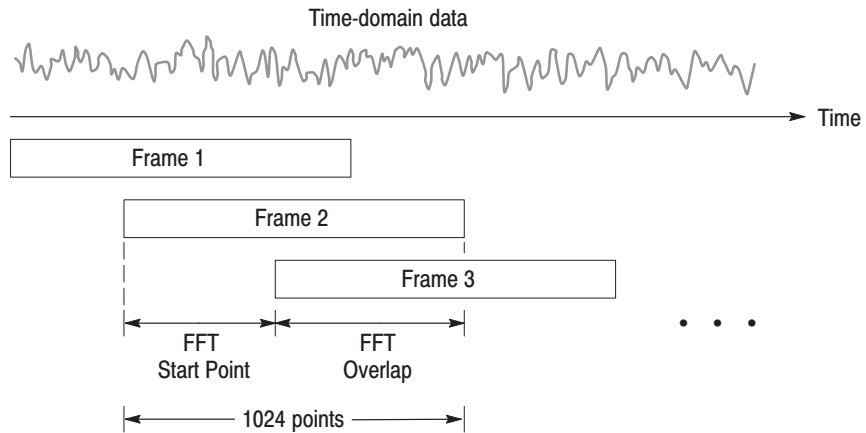 Time-domain data
Time
Frame 1
Frame 2
Frame 3
FFT
Start Point
FFT
Overlap
1024 points